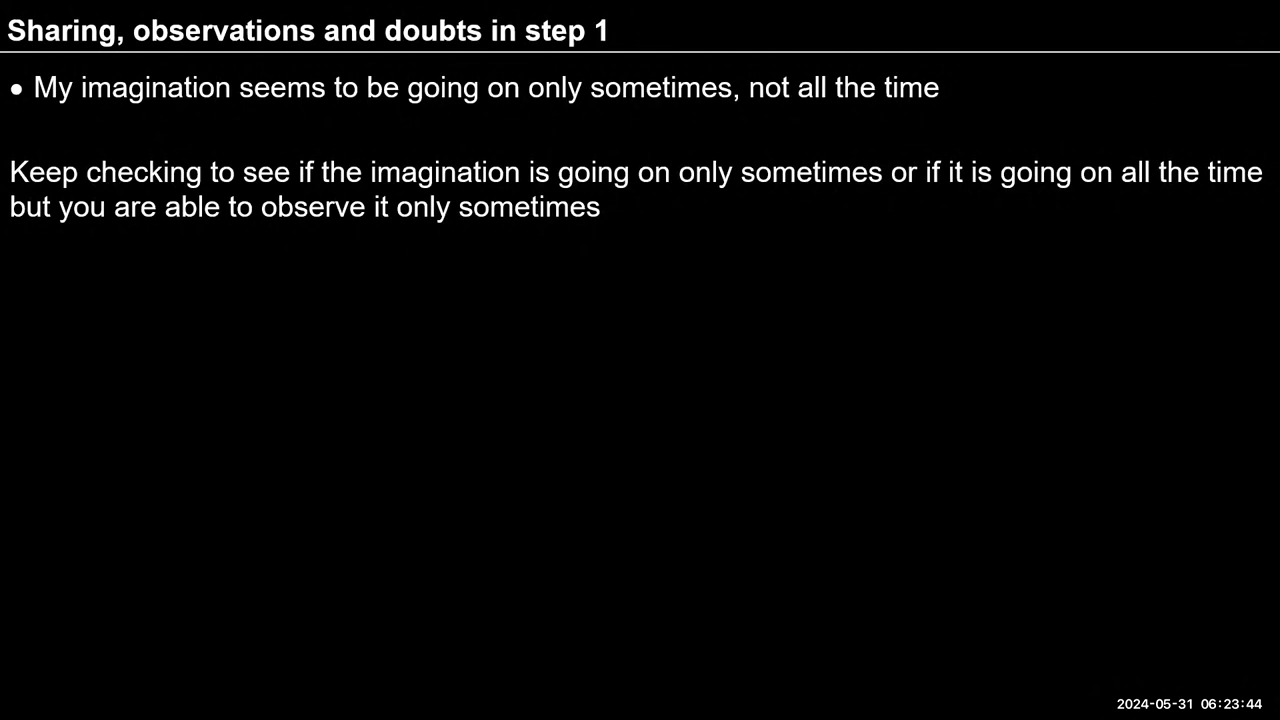 Sharing, observations and doubts in step 1
● My imagination seems to be going on only sometimes, not all the time
Keep checking to see if the imagination is going on only sometimes or if it is going on all the time
but you are able to observe it only sometimes
2024-05-31 06:23:44